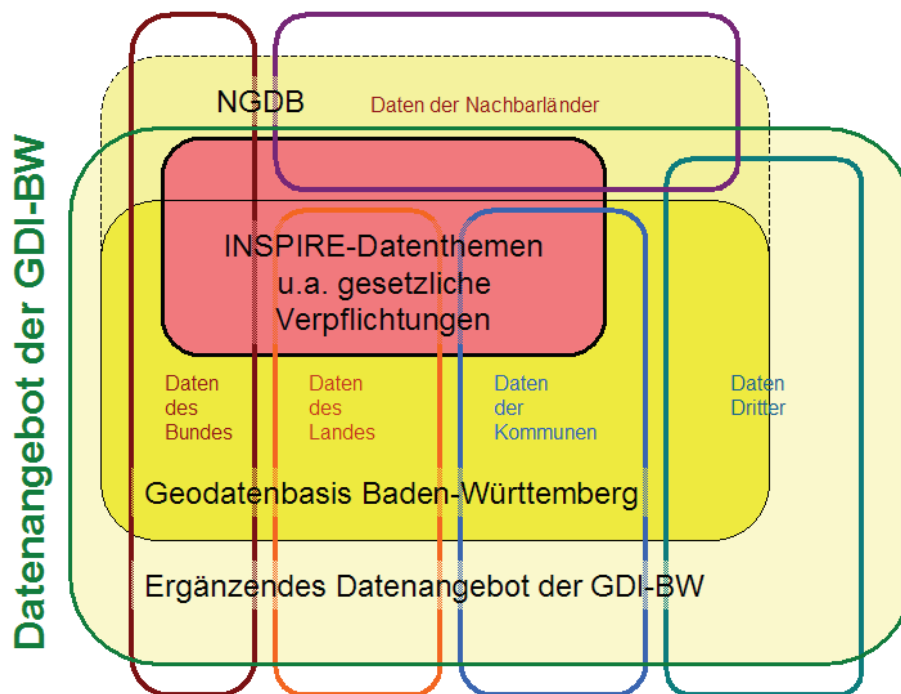 Datenangebot der GDI-BW
NGDB
Daten der Nachbarländer
INSPIRE-Datenthemen
u.a. gesetzliche
Verpflichtungen
Daten
des
Bundes
Daten
des
Landes
Daten
der
Kommunen
Daten
Dritter
Geodatenbasis Baden-Württemberg
Ergänzendes Datenangebot der GDI-BW